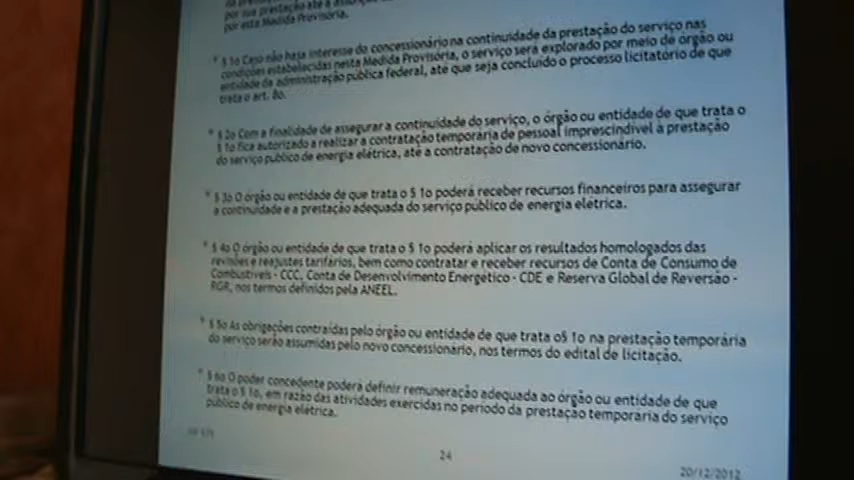 por sua prestação até a
por esta Medida Provisória.
* § 1o Caso não haja interesse do concessionário na continuidade da prestação do serviço nas
condições estabelecidas nesta Medida Provisória, o serviço será explorado por meio de órgão ou
entidade da administração pública federal, até que seja concluído o processo licitatório de que
trata o art. 8o.
* § 2o Com a finalidade de assegurar a continuidade do serviço, o órgão ou entidade de que trata o
§ 1o fica autorizado a realizar a contratação temporária de pessoal imprescindível à prestação
do serviço público de energia elétrica, até a contratação de novo concessionário.
* § 3o O órgão ou entidade de que trata o § 1o poderá receber recursos financeiros para assegurar
a continuidade e a prestação adequada do serviço público de energia elétrica.
* § 4o O órgão ou entidade de que trata o § 1o poderá aplicar os resultados homologados das
revisões e reajustes tarifários, bem como contratar e receber recursos de Conta de Consumo de
Combustíveis - CCC, Conta de Desenvolvimento Energético - CDE e Reserva Global de Reversão -
RGR, nos termos definidos pela ANEEL.
* § 5o As obrigações contraídas pelo órgão ou entidade de que trata o§ 1o na prestação temporária
do serviço serão assumidas pelo novo concessionário, nos termos do edital de licitação.
* § 6o O poder concedente poderá definir remuneração adequada ao órgão ou entidade de que
trata o § 1o, em razão das atividades exercidas no período da prestação temporária do serviço
público de energia elétrica.
24
20/12/2012